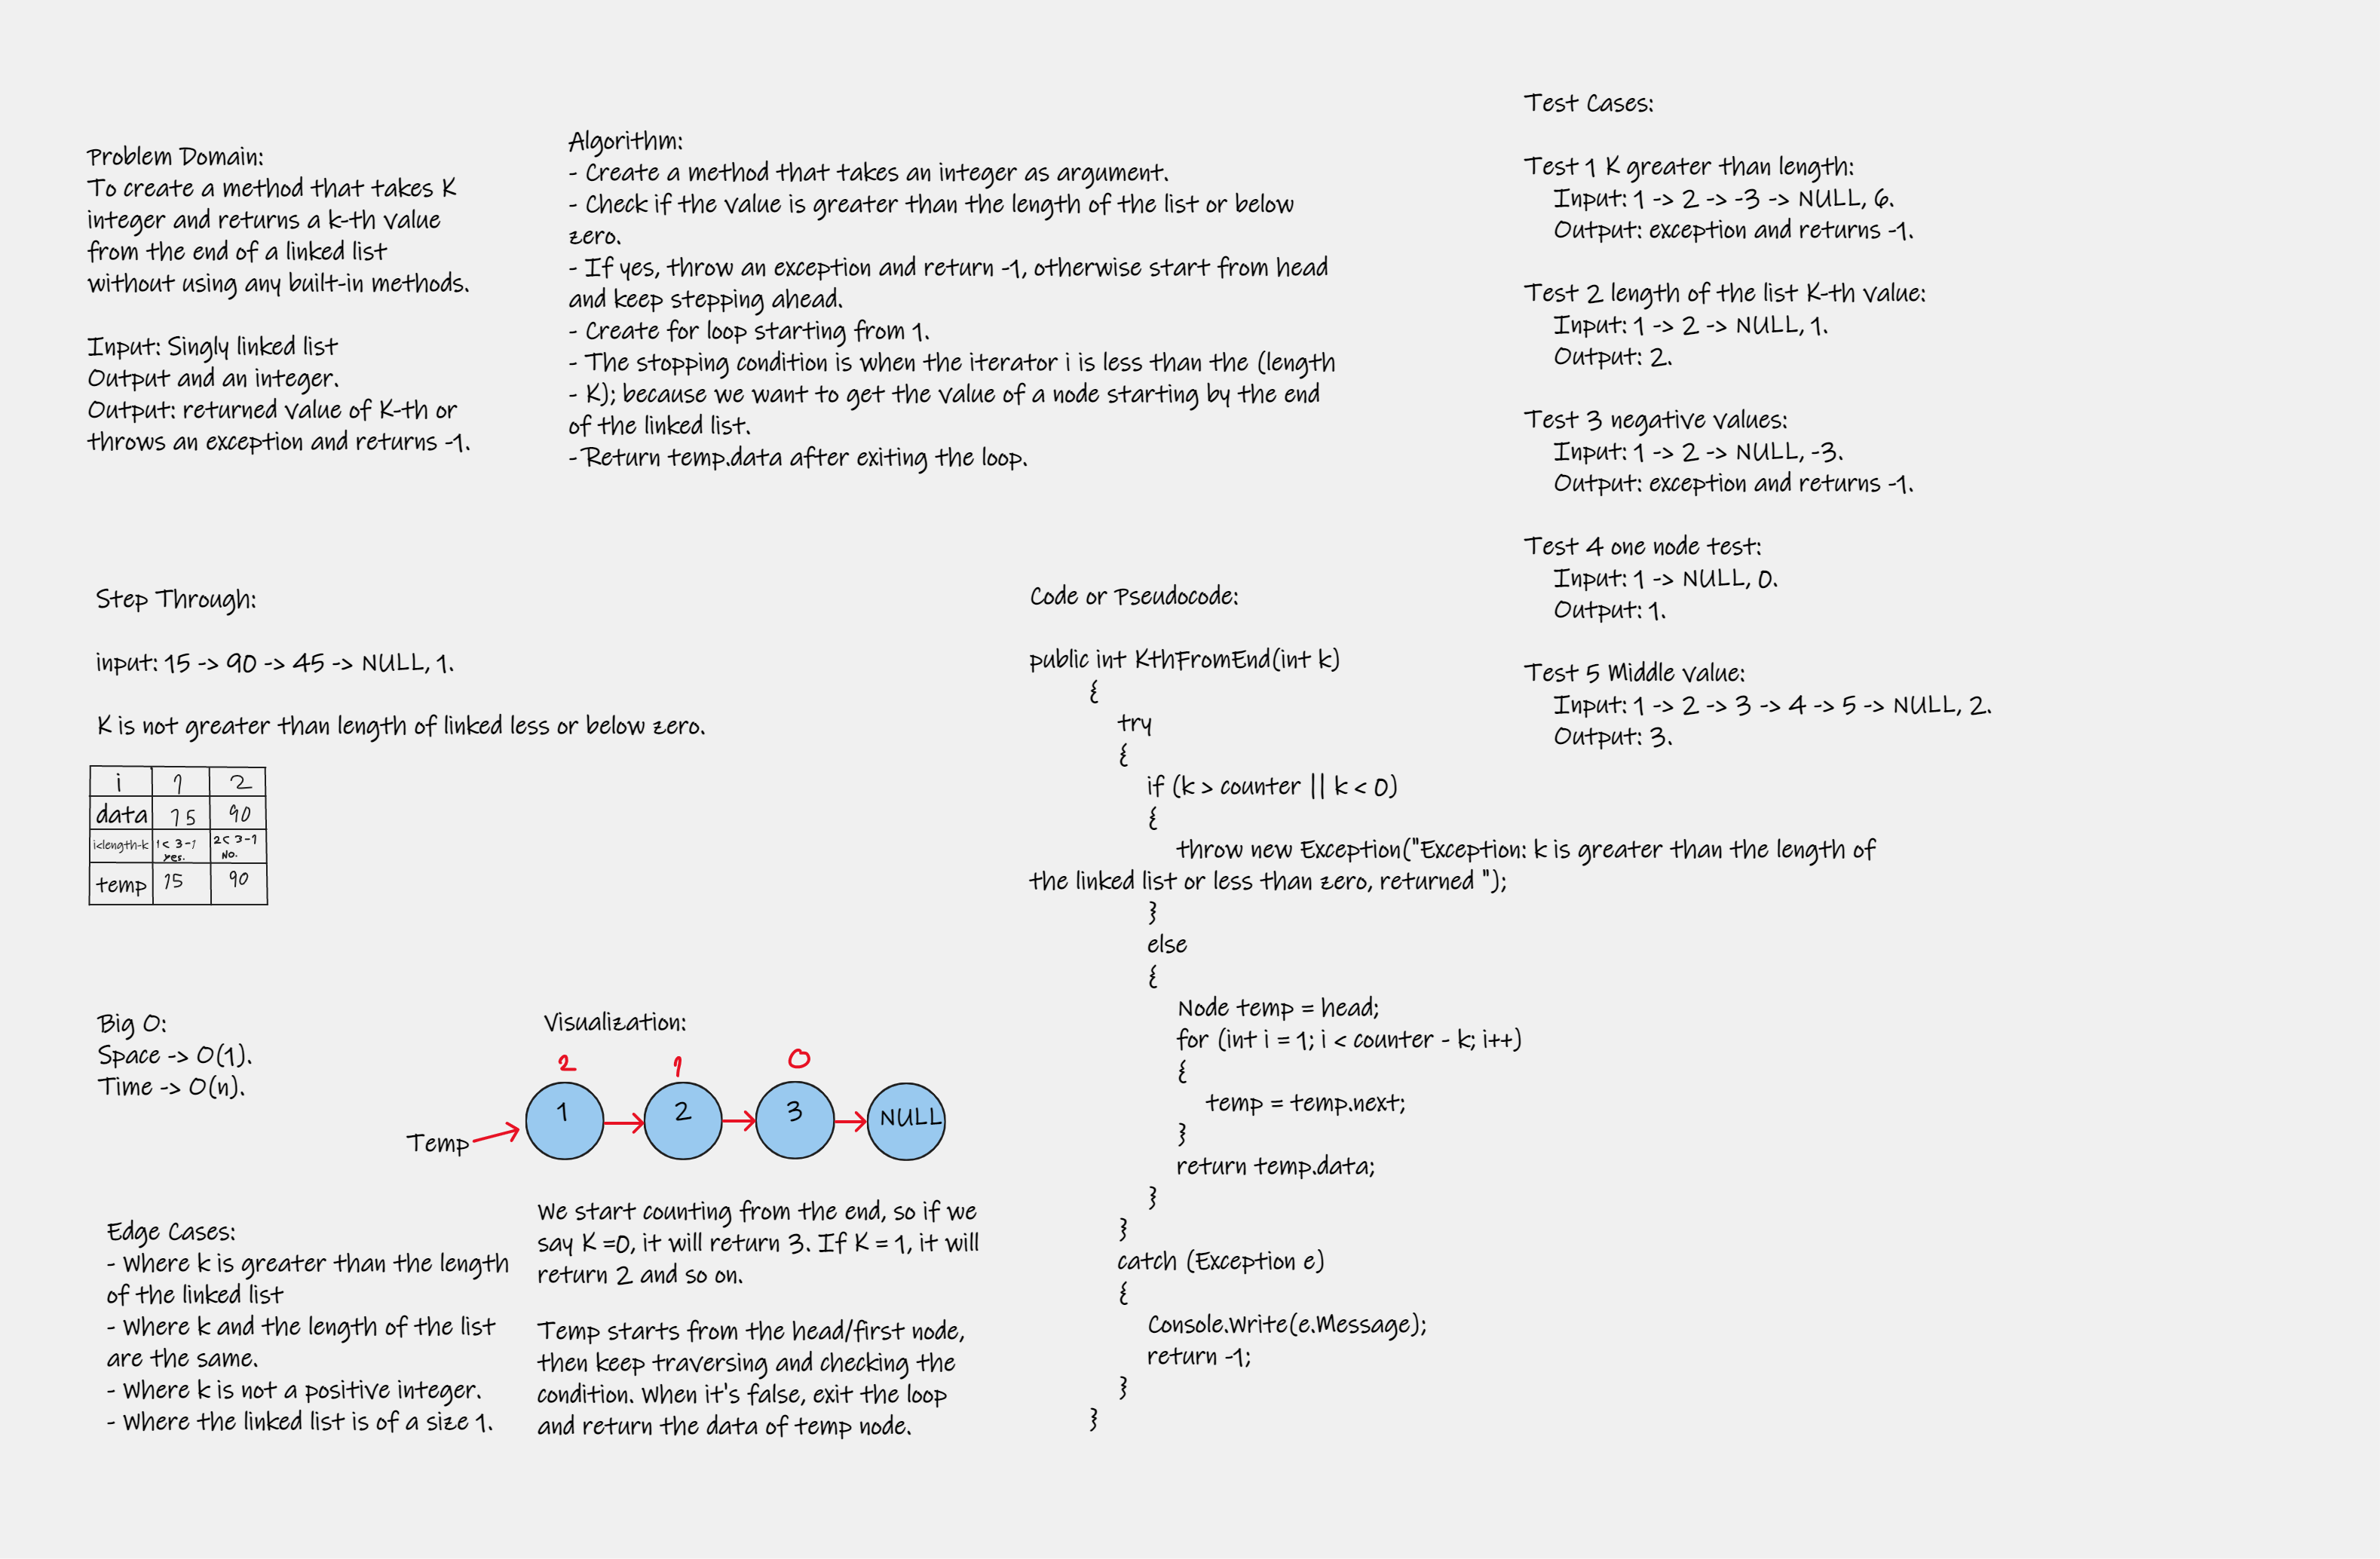 Problem Domain:
To create a method that takes K
integer and returns a k-th value
from the end of a linked list
without using any built-in methods.
Input: Singly linked list
Output and an integer.
Output: returned value of K-th or
throws an exception and returns -1.
Algorithm:
- Create a method that takes an integer as argument.
- Check if the value is greater than the length of the list or below
zero.
- If yes, throw an exception and return -1, otherwise start from head
and keep stepping ahead.
- Create for loop starting from 1.
- The stopping condition is when the iterator i is less than the (length
- K); because we want to get the value of a node starting by the end
of the linked list.
- Return temp.data after exiting the loop.
Test Cases:
Test 1 K greater than length:
Input: 1 -> 2 -> -3 -> NULL, 6.
Output: exception and returns -1.
Test 2 length of the list K-th value:
Input: 1 -> 2 -> NULL, 1.
Output: 2.
Test 3 negative values:
Input: 1 -> 2 -> NULL, -3.
Output: exception and returns -1.
Test 4 one node test:
Input: 1 -> NULL, 0.
Output: 1.
Test 5 Middle value:
Input: 1 -> 2 -> 3 -> 4 -> 5 -> NULL, 2.
Output: 3.
Step Through:
input: 15 -> 90 -> 45 -> NULL, 1.
K is not greater than length of linked less or below zero.
i 1 2
data 15 90
i<length-k 1< 3-1 yes. 2< 3-1 No.
temp 15 90
Big O:
Space -> O(1).
Time -> O(n).
Visualization:
2 1 0
1 2 3 NULL
Temp
We start counting from the end, so if we
say K =0, it will return 3. If K = 1, it will
return 2 and so on.
Temp starts from the head/first node,
then keep traversing and checking the
condition. When it's false, exit the loop
and return the data of temp node.
Edge Cases:
- Where k is greater than the length
of the linked list
- Where k and the length of the list
are the same.
- Where k is not a positive integer.
- Where the linked list is of a size 1.
Code or Pseudocode:
public int KthFromEnd(int k)
{
try
{
if (k > counter || k < 0)
{
throw new Exception("Exception: k is greater than the length of
the linked list or less than zero, returned ");
}
else
{
Node temp = head;
for (int i = 1; i < counter - k; i++)
{
temp = temp.next;
}
return temp.data;
}
}
catch (Exception e)
{
Console.Write(e.Message);
return -1;
}
}